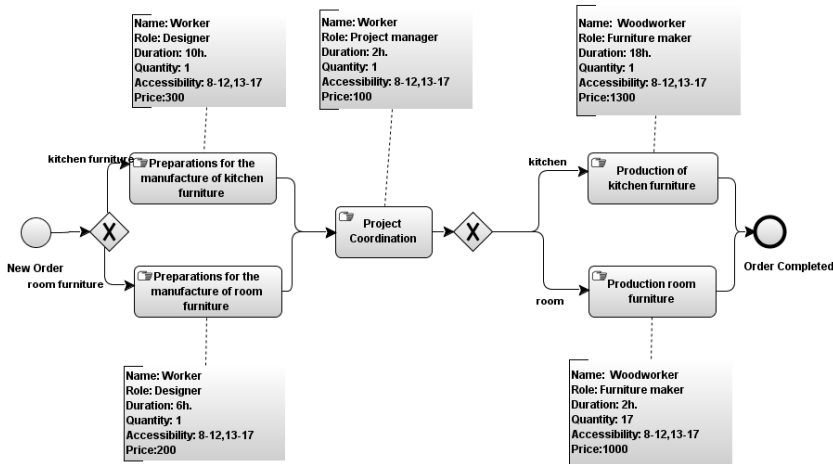 Name: Worker
Role: Designer
Duration: 10h.
Quantity: 1
Accessibility: 8-12,13-17
Price:300
Name: Worker
Role: Project manager
Duration: 2h.
Quantity: 1
Accessibility: 8-12,13-17
Price:100
Name:  Woodworker
Role: Furniture maker
Duration: 18h.
Quantity: 1
Accessibility: 8-12,13-17
Price:1300
kitchen furniture
Preparations for the
manufacture of kitchen
furniture
kitchen
Production of
kitchen furniture
New Order
X
Project
Coordination
X
Order Completed
room furniture
Preparations for the
manufacture of room
furniture
room
Production room
furniture
Name: Worker
Role: Designer
Duration: 6h.
Quantity: 1
Accessibility: 8-12,13-17
Price:200
Name:  Woodworker
Role: Furniture maker
Duration: 2h.
Quantity: 17
Accessibility: 8-12,13-17
Price:1000